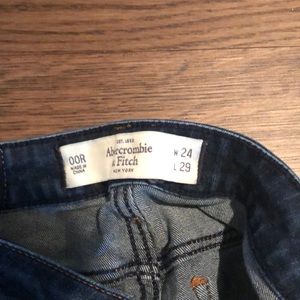 00R
MADE IN
CHINA
EST. 1892
Abercrombie
& Fitch
NEW YORK
W 24
L 29